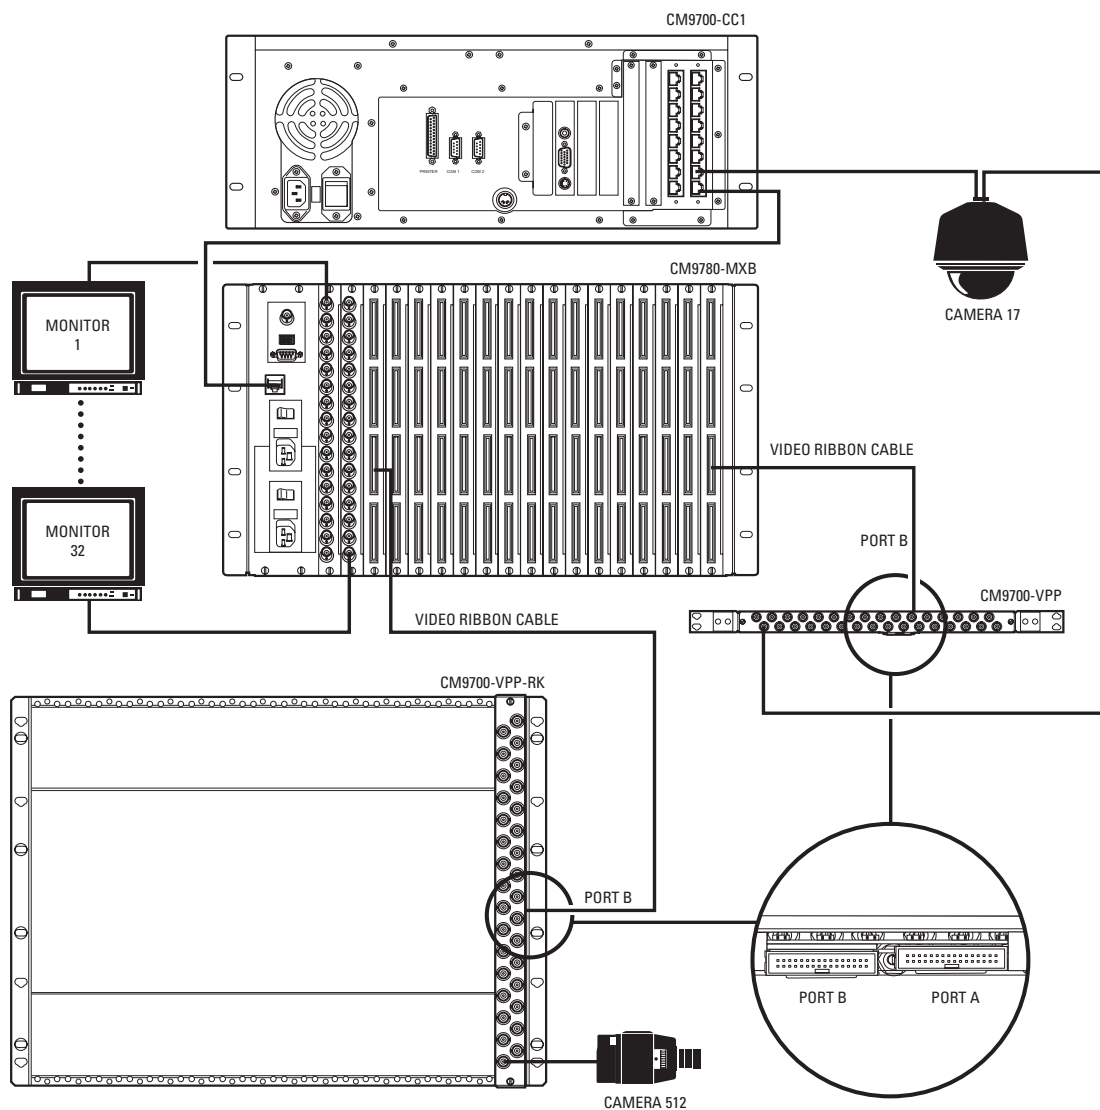 CM9700-CC1
PRINTER
COM 1
COM 2
CM9780-MXB
MONITOR
1
CAMERA 17
VIDEO RIBBON CABLE
MONITOR
32
PORT B
CM9700-VPP
VIDEO RIBBON CABLE
CM9700-VPP-RK
PORT B
PORT B
PORT A
CAMERA 512